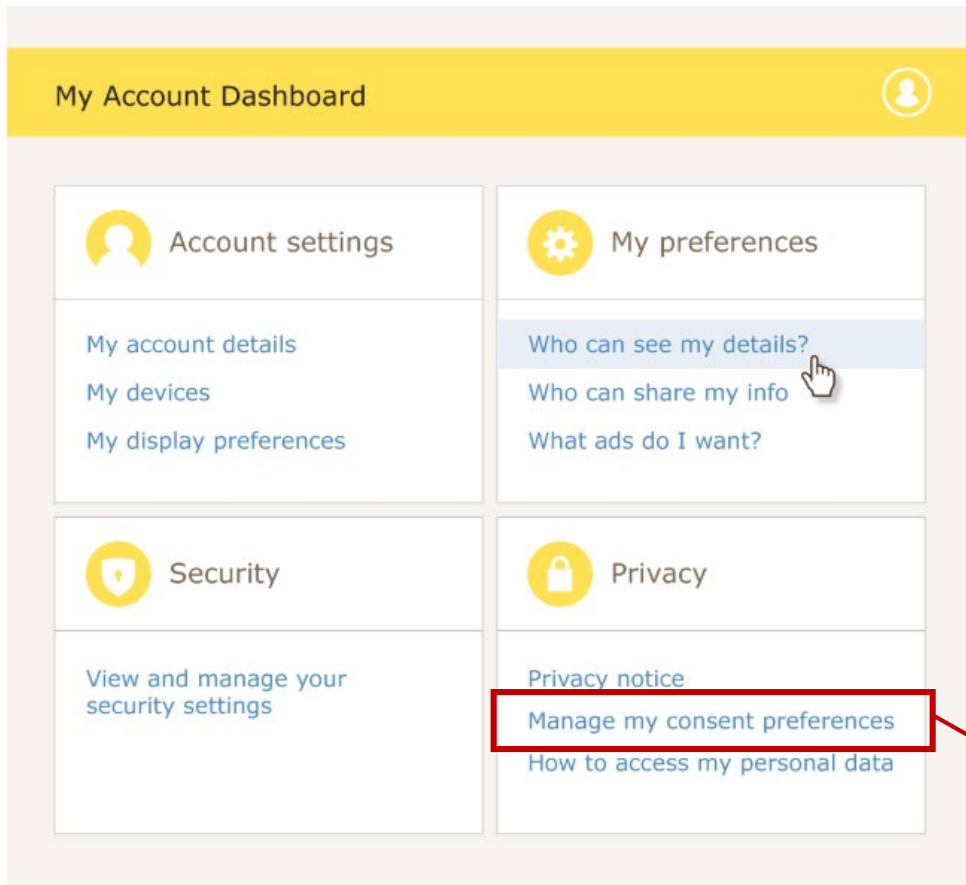 My Account Dashboard
Account settings
My account details
My devices
My display preferences
My preferences
Who can see my details?
Who can share my info
What ads do I want?
Security
View and manage your
security settings
Privacy
Privacy notice
Manage my consent preferences
How to access my personal data